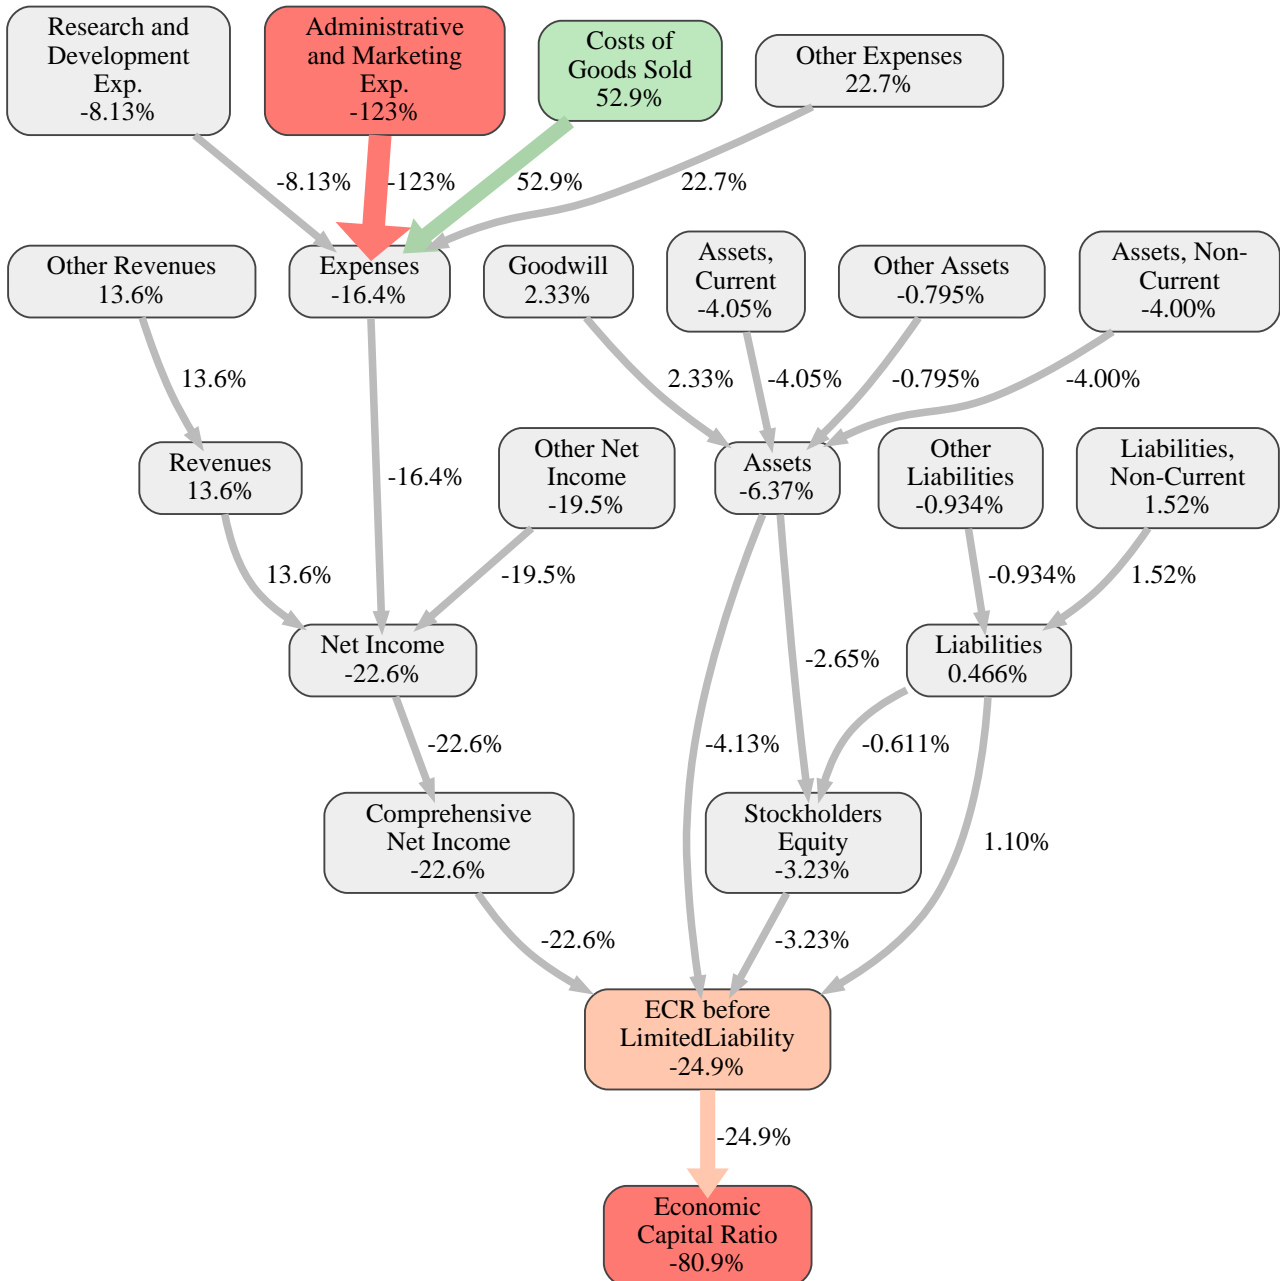 Research and
Development
Exp.
-8.13%
Administrative
and Marketing
Exp.
-123%
Costs of
Goods Sold
52.9%
Other Expenses
22.7%
-8.13%
-123%
52.9%
22.7%
Other Revenues
13.6%
Expenses
-16.4%
Goodwill
2.33%
Assets,
Current
-4.05%
Other Assets
-0.795%
Assets, Non-
Current
-4.00%
13.6%
2.33%
-4.05%
-0.795%
-4.00%
Revenues
13.6%
-16.4%
Other Net
Income
-19.5%
Assets
-6.37%
Other
Liabilities
-0.934%
Liabilities,
Non-Current
1.52%
13.6%
-19.5%
-0.934%
1.52%
Net Income
-22.6%
-2.65%
Liabilities
0.466%
-22.6%
-4.13%
-0.611%
Comprehensive
Net Income
-22.6%
Stockholders
Equity
-3.23%
1.10%
-22.6%
-3.23%
ECR before
LimitedLiability
-24.9%
-24.9%
Economic
Capital Ratio
-80.9%